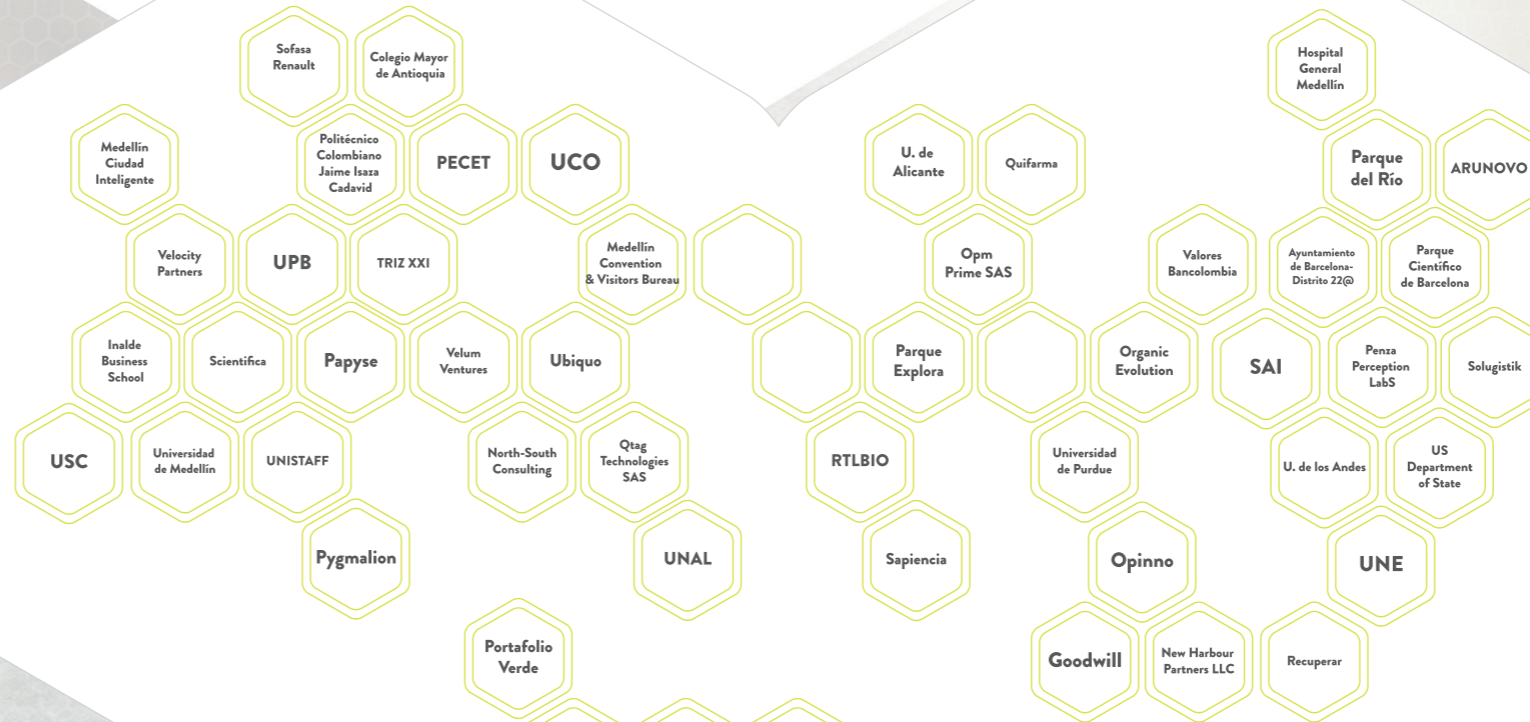 Sofasa
Renault
Colegio Mayor
de Antioquia
Hospital
General
Medellín
Medellín
Ciudad
Inteligente
Politécnico
Colombiano
Jaime Isaza
Cadavid
PECET
UCO
U. de
Alicante
Quifarma
Parque
del Río
ARUNOVO
Velocity
Partners
UPB
TRIZ XXI
Medellín
Convention
& Visitors Bureau
Opm
Prime SAS
Valores
Bancolombia
Ayuntamiento
de Barcelona-
Distrito 22@
Parque
Científico
de Barcelona
Inalde
Business
School
Scientifica
Papyse
Velum
Ventures
Ubiquo
Parque
Explora
Organic
Evolution
SAI
Penza
Perception
LabS
Solugistik
USC
Universidad
de Medellín
UNISTAFF
North-South
Consulting
Qtag
Technologies
SAS
RTLBIO
Universidad
de Purdue
U. de los Andes
US
Department
of State
Pygmalion
UNAL
Sapiencia
Opinno
UNE
Portafolio
Verde
Goodwill
New Harbour
Partners LLC
Recuperar